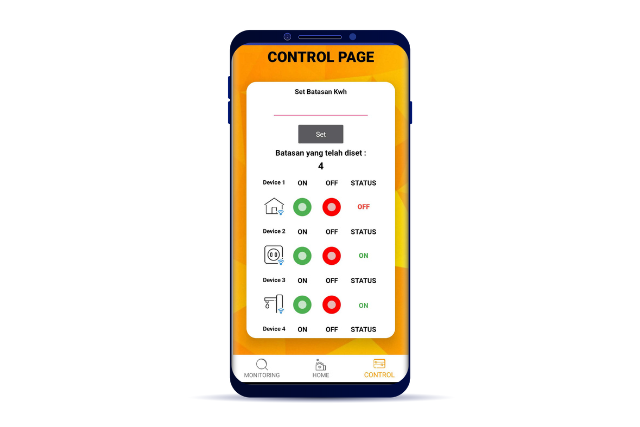 CONTROL PAGE
Set Batasan Kwh
Set
Batasan yang telah diset :
4
Device 1 ON OFF STATUS
OFF
Device 2 ON OFF STATUS
ON
Device 3 ON OFF STATUS
ON
Device 4 ON OFF STATUS
MONITORING HOME CONTROL